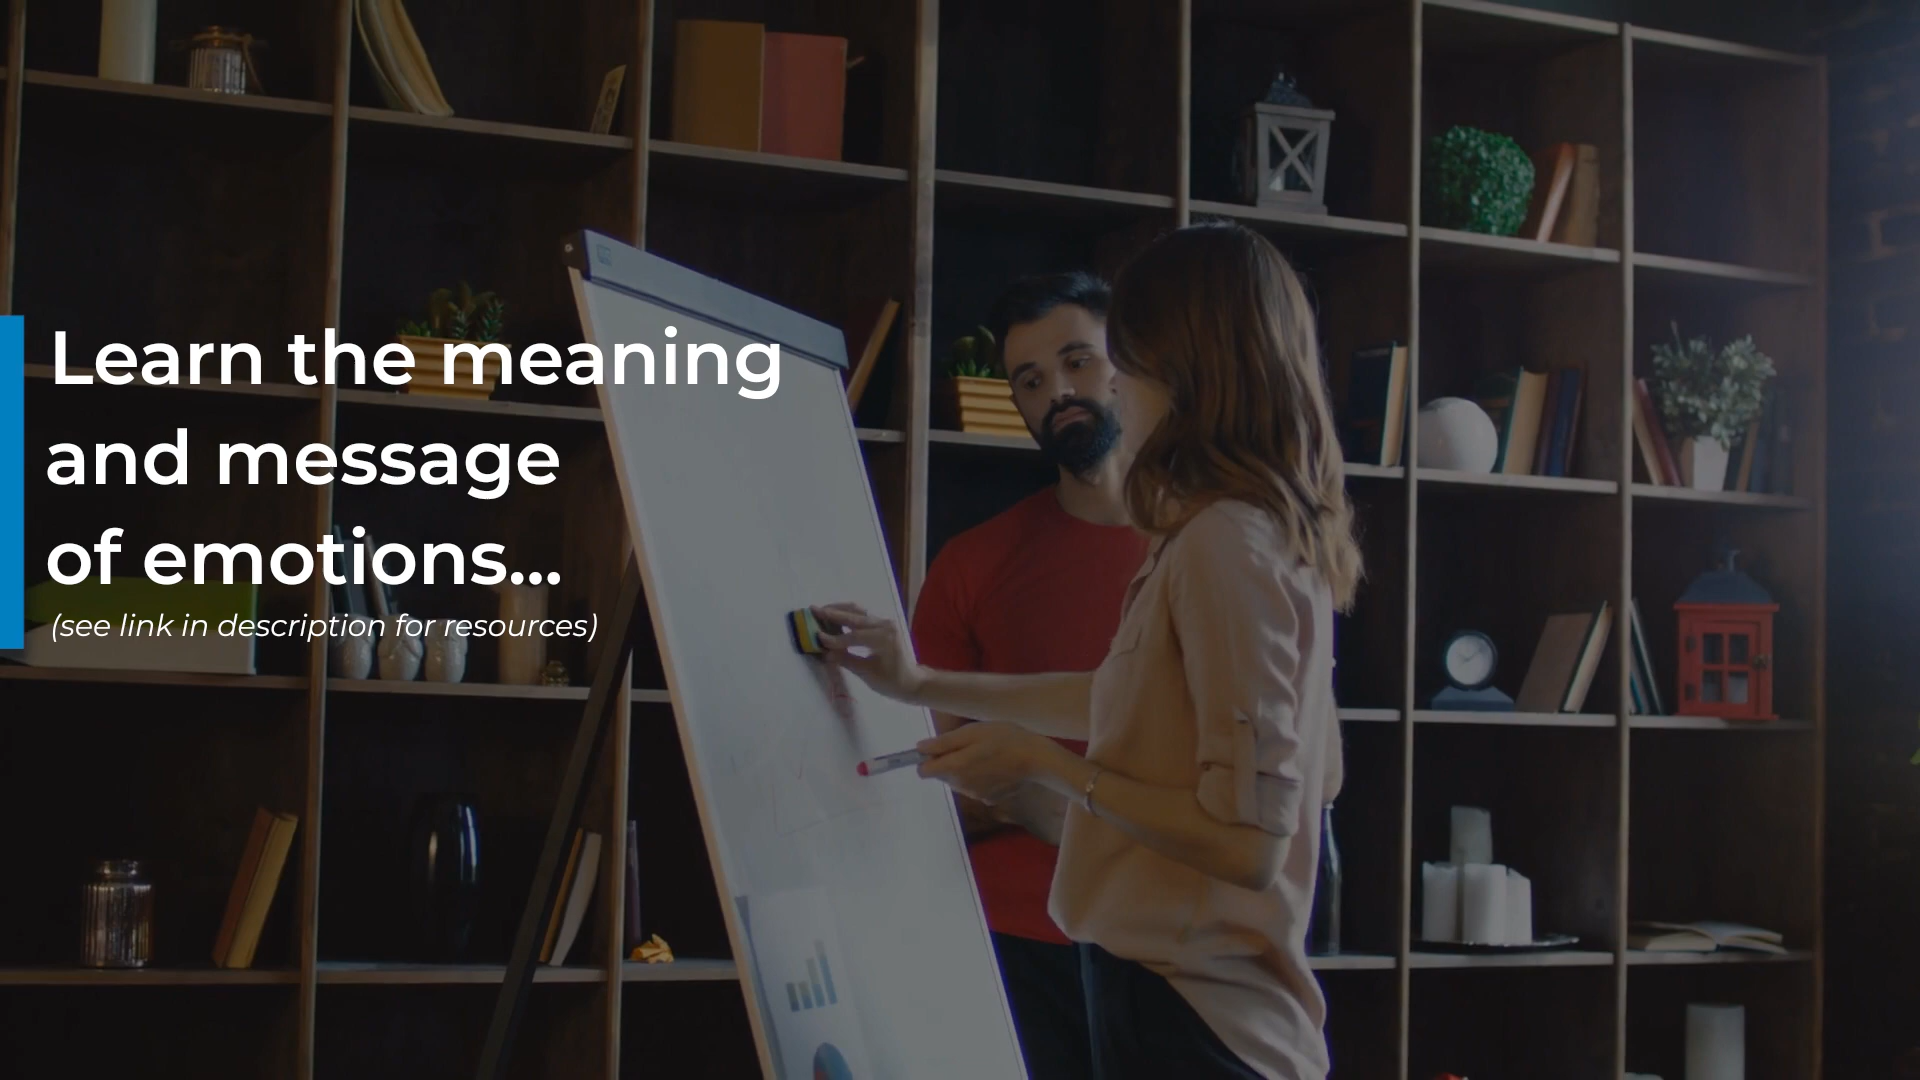 Learn the meaning
and message
of emotions...
(see link in description for resources)